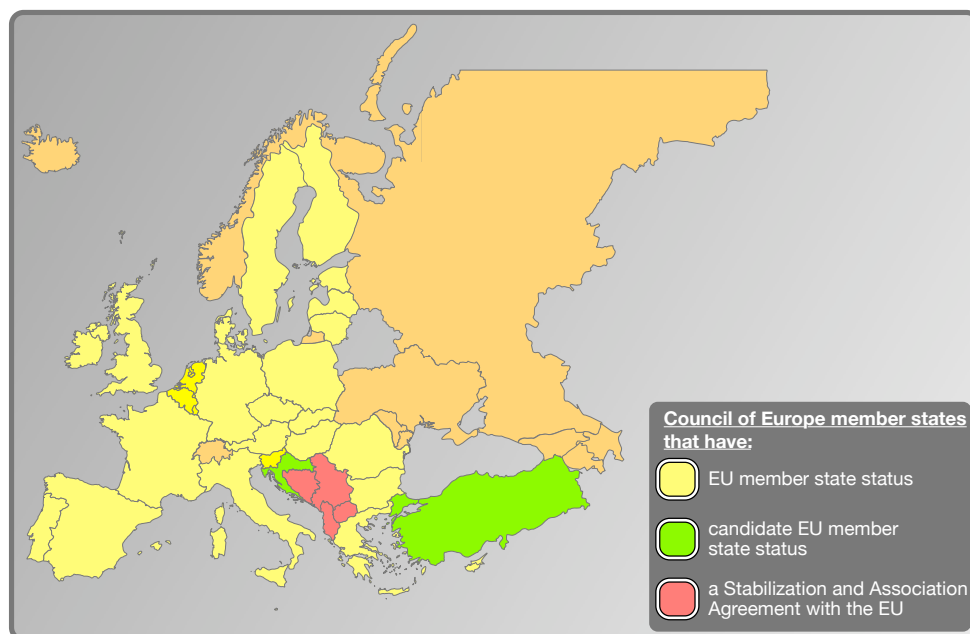 Council of Europe member states
that have:
EU member state status
candidate EU member
state status
a Stabilization and Association
Agreement with the EU